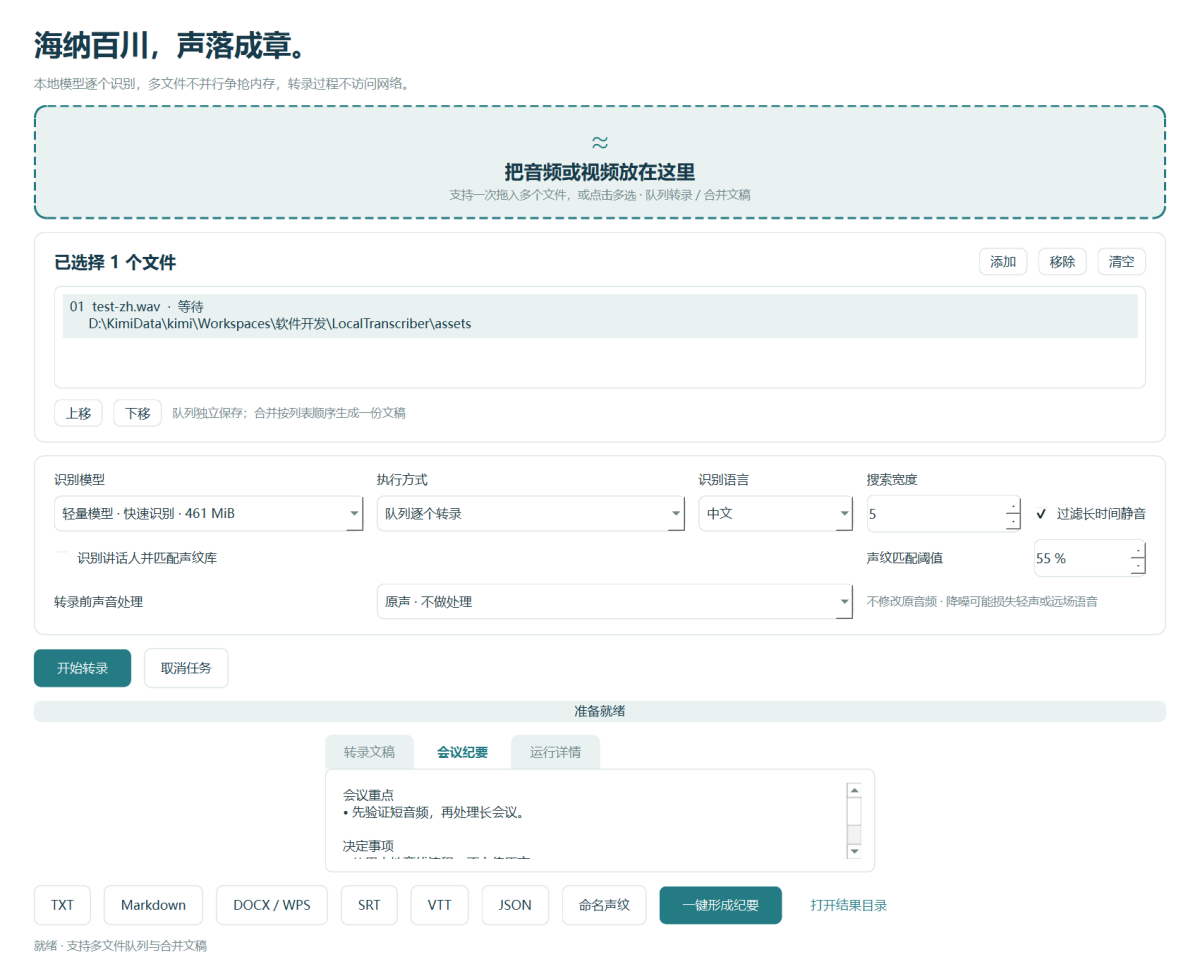 海纳百川，声落成章。
本地模型逐个识别，多文件不并行争抢内存，转录过程不访问网络。
≈
把音频或视频放在这里
支持一次拖入多个文件，或点击多选 · 队列转录 / 合并文稿
已选择 1 个文件
添加 移除 清空
01 test-zh.wav · 等待
D:\KimiData\kimi\Workspaces\软件开发\LocalTranscriber\assets
上移 下移 队列独立保存；合并按列表顺序生成一份文稿
识别模型 执行方式 识别语言 搜索宽度
轻量模型 · 快速识别 · 461 MiB 队列逐个转录 中文 5 ✓ 过滤长时间静音
识别讲话人并匹配声纹库 声纹匹配阈值 55 %
转录前声音处理 原声 · 不做处理 不修改原音频 · 降噪可能损失轻声或远场语音
开始转录 取消任务
准备就绪
转录文稿 会议纪要 运行详情
会议重点
• 先验证短音频，再处理长会议。
决定事项
TXT Markdown DOCX / WPS SRT VTT JSON 命名声纹 一键形成纪要 打开结果目录
就绪 · 支持多文件队列与合并文稿